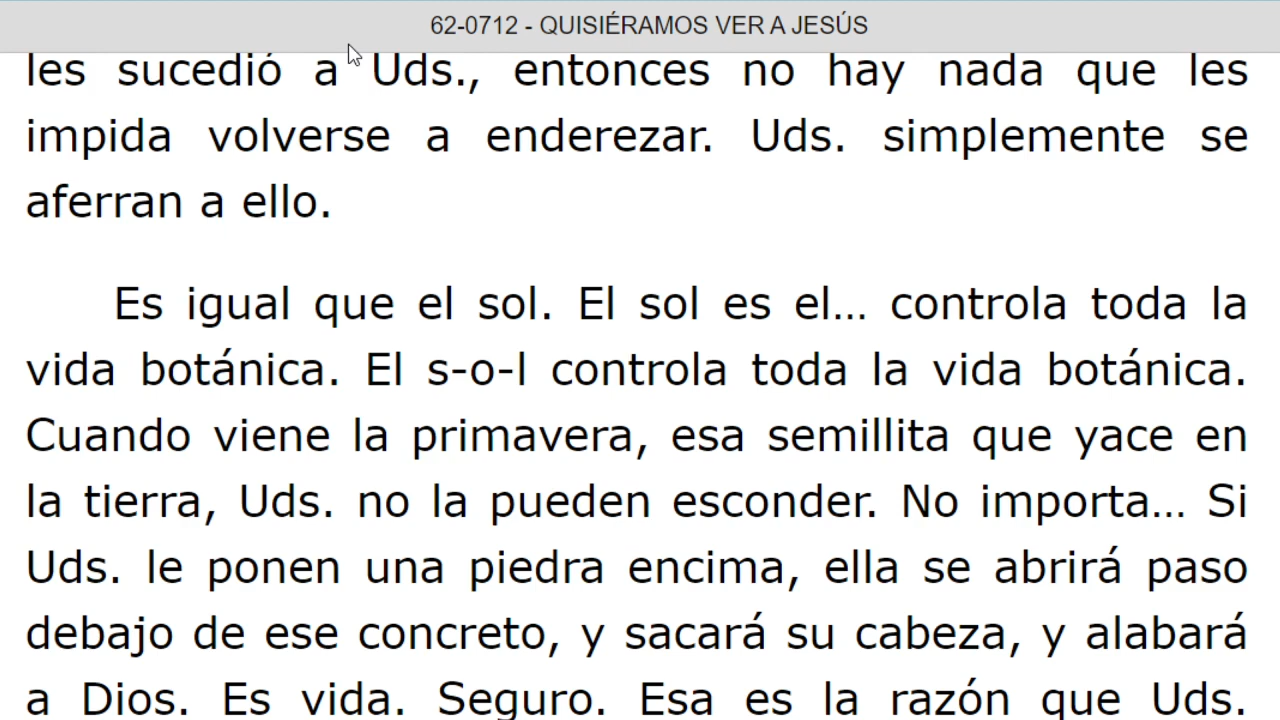 62-0712 - QUISIÉRAMOS VER A JESÚS
les sucedió a Uds., entonces no hay nada que les
impida volverse a enderezar. Uds. simplemente se
aferran a ello.
Es igual que el sol. El sol es el… controla toda la
vida botánica. El s-o-l controla toda la vida botánica.
Cuando viene la primavera, esa semillita que yace en
la tierra, Uds. no la pueden esconder. No importa… Si
Uds. le ponen una piedra encima, ella se abrirá paso
debajo de ese concreto, y sacará su cabeza, y alabará
a Dios. Es vida. Seguro. Esa es la razón que Uds.